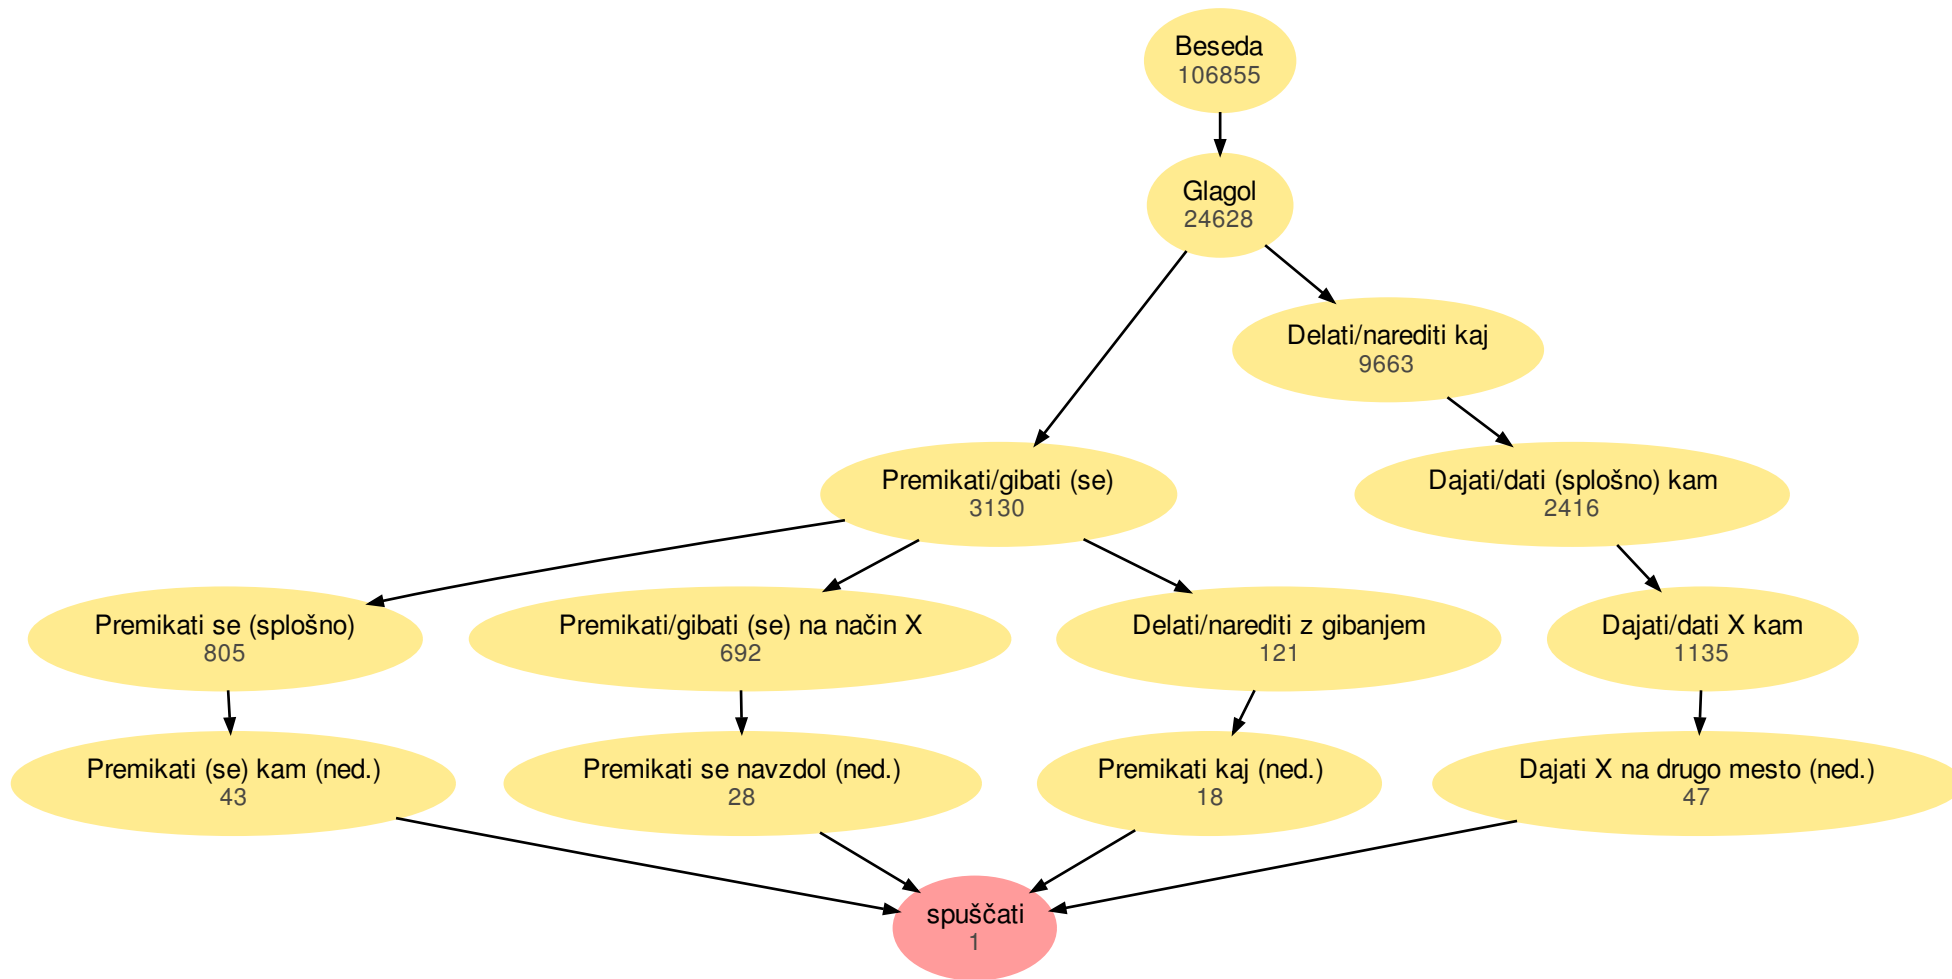 Beseda
106855
Glagol
24628
Delati/narediti kaj
9663
Premikati/gibati (se)
3130
Dajati/dati (splošno) kam
2416
Premikati se (splošno)
805
Premikati/gibati (se) na način X
692
Delati/narediti z gibanjem
121
Dajati/dati X kam
1135
Premikati (se) kam (ned.)
43
Premikati se navzdol (ned.)
28
Premikati kaj (ned.)
18
Dajati X na drugo mesto (ned.)
47
spuščati
1